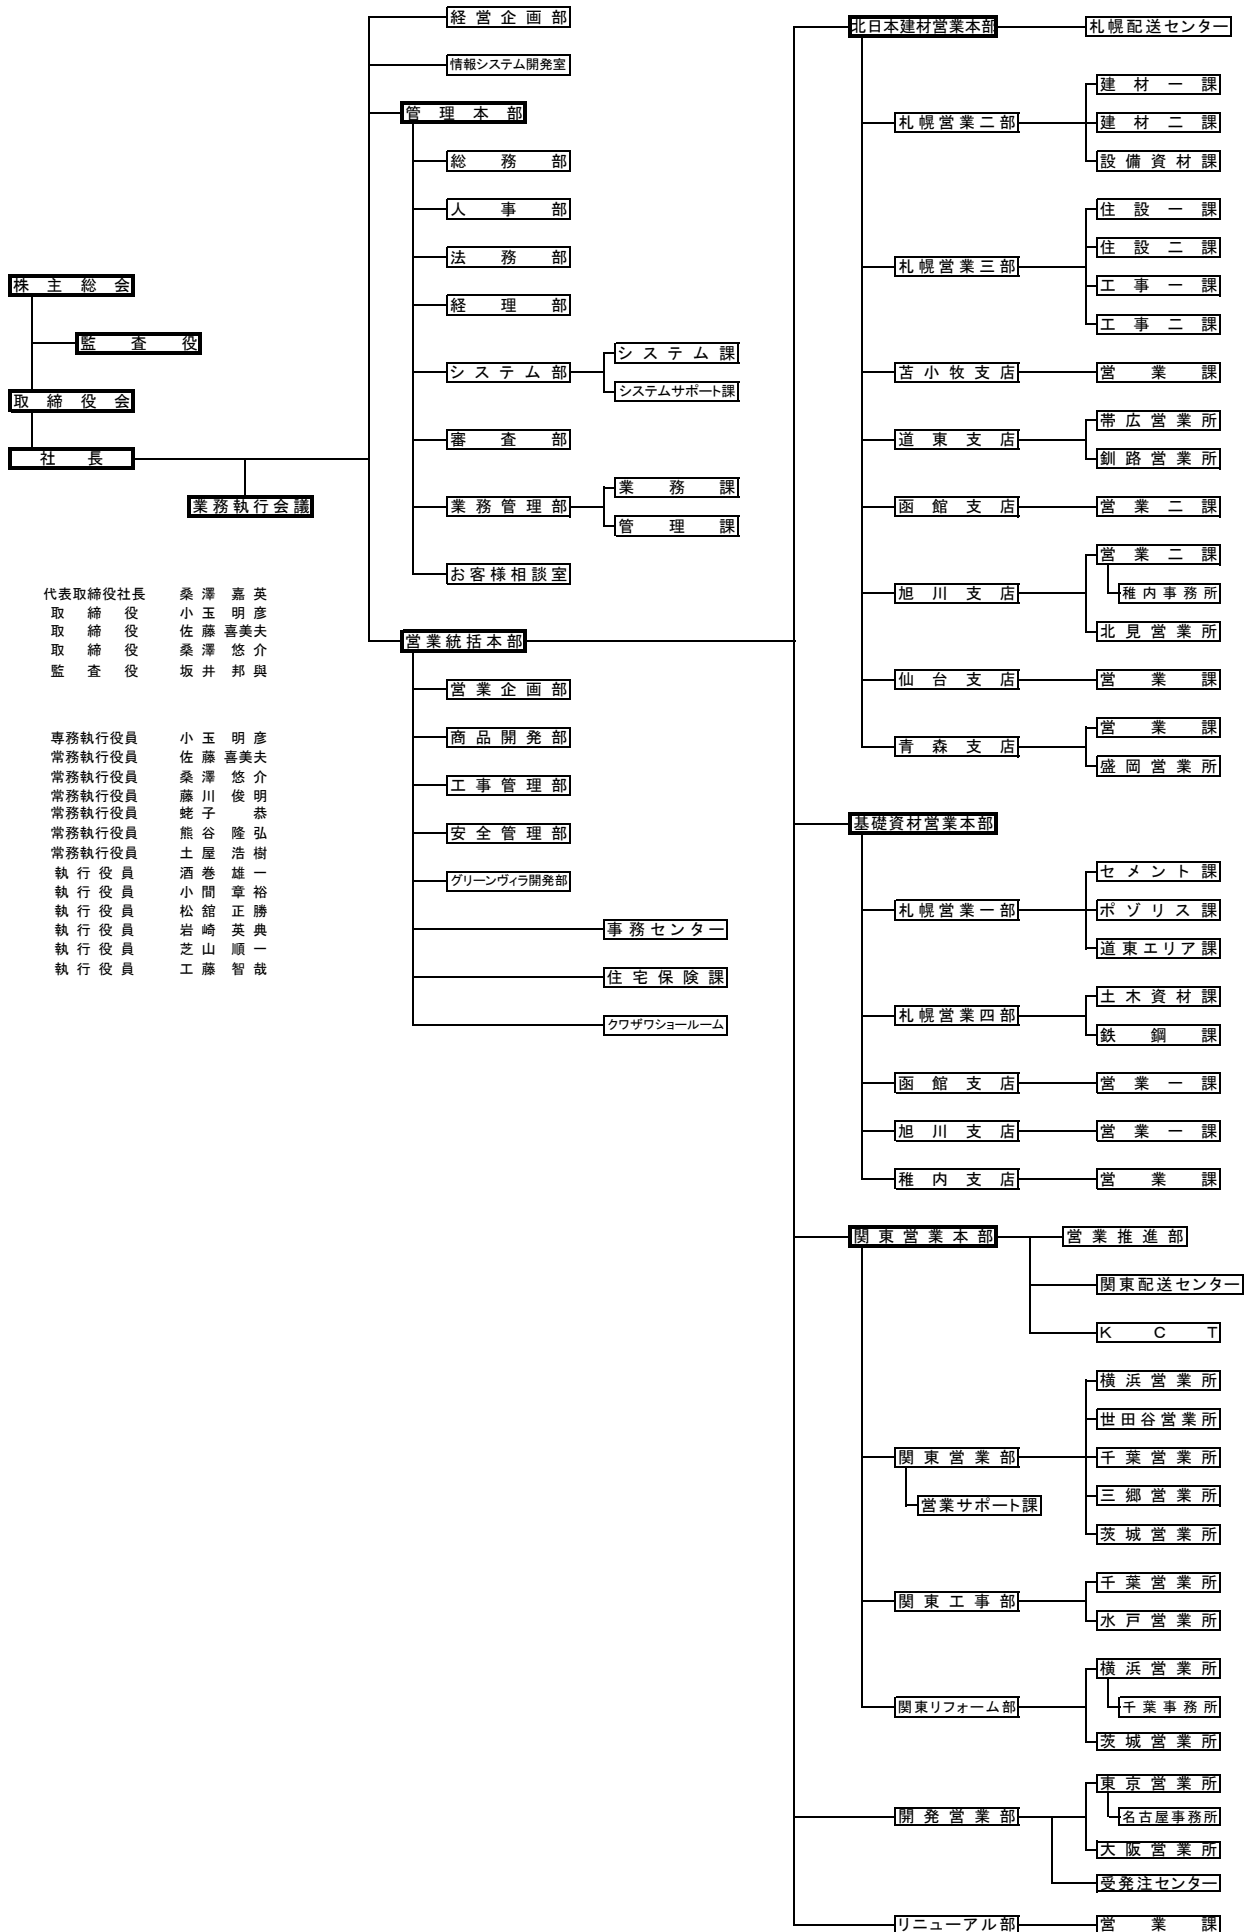 株主総会
監査役
取締役会
社長
業務執行会議
代表取締役社長 桑澤 嘉英
取締役 小玉 明彦
取締役 佐藤 喜美夫
取締役 桑澤 悠介
監査役 坂井 邦與
専務執行役員 小玉 明彦
常務執行役員 佐藤 喜美夫
常務執行役員 桑澤 悠介
常務執行役員 藤川 俊明
常務執行役員 蛯子 恭
常務執行役員 熊谷 隆弘
常務執行役員 土屋 浩樹
執行役員 酒巻 雄一
執行役員 小間 章裕
執行役員 松舘 正勝
執行役員 岩崎 英典
執行役員 芝山 順一
執行役員 工藤 智哉
経営企画部
情報システム開発室
管理本部
総務部
人事部
法務部
経理部
システム部
システム課
システムサポート課
審査部
業務管理部
業務課
管理課
お客様相談室
営業統括本部
営業企画部
商品開発部
工事管理部
安全管理部
グリーンヴィラ開発部
事務センター
住宅保険課
クワザワショールーム
北日本建材営業本部
札幌配送センター
札幌営業二部
建材一課
建材二課
設備資材課
札幌営業三部
住設一課
住設二課
工事一課
工事二課
苫小牧支店
営業課
道東支店
帯広営業所
釧路営業所
函館支店
営業二課
旭川支店
営業二課
稚内事務所
北見営業所
仙台支店
営業課
青森支店
営業課
盛岡営業所
基礎資材営業本部
札幌営業一部
セメント課
ポゾリス課
道東エリア課
札幌営業四部
土木資材課
鉄鋼課
函館支店
営業一課
旭川支店
営業一課
稚内支店
営業課
関東営業本部
営業推進部
関東配送センター
KCT
関東営業部
営業サポート課
横浜営業所
世田谷営業所
千葉営業所
三郷営業所
茨城営業所
関東工事部
千葉営業所
水戸営業所
関東リフォーム部
横浜営業所
千葉事務所
茨城営業所
開発営業部
東京営業所
名古屋事務所
大阪営業所
受発注センター
リニューアル部
営業課